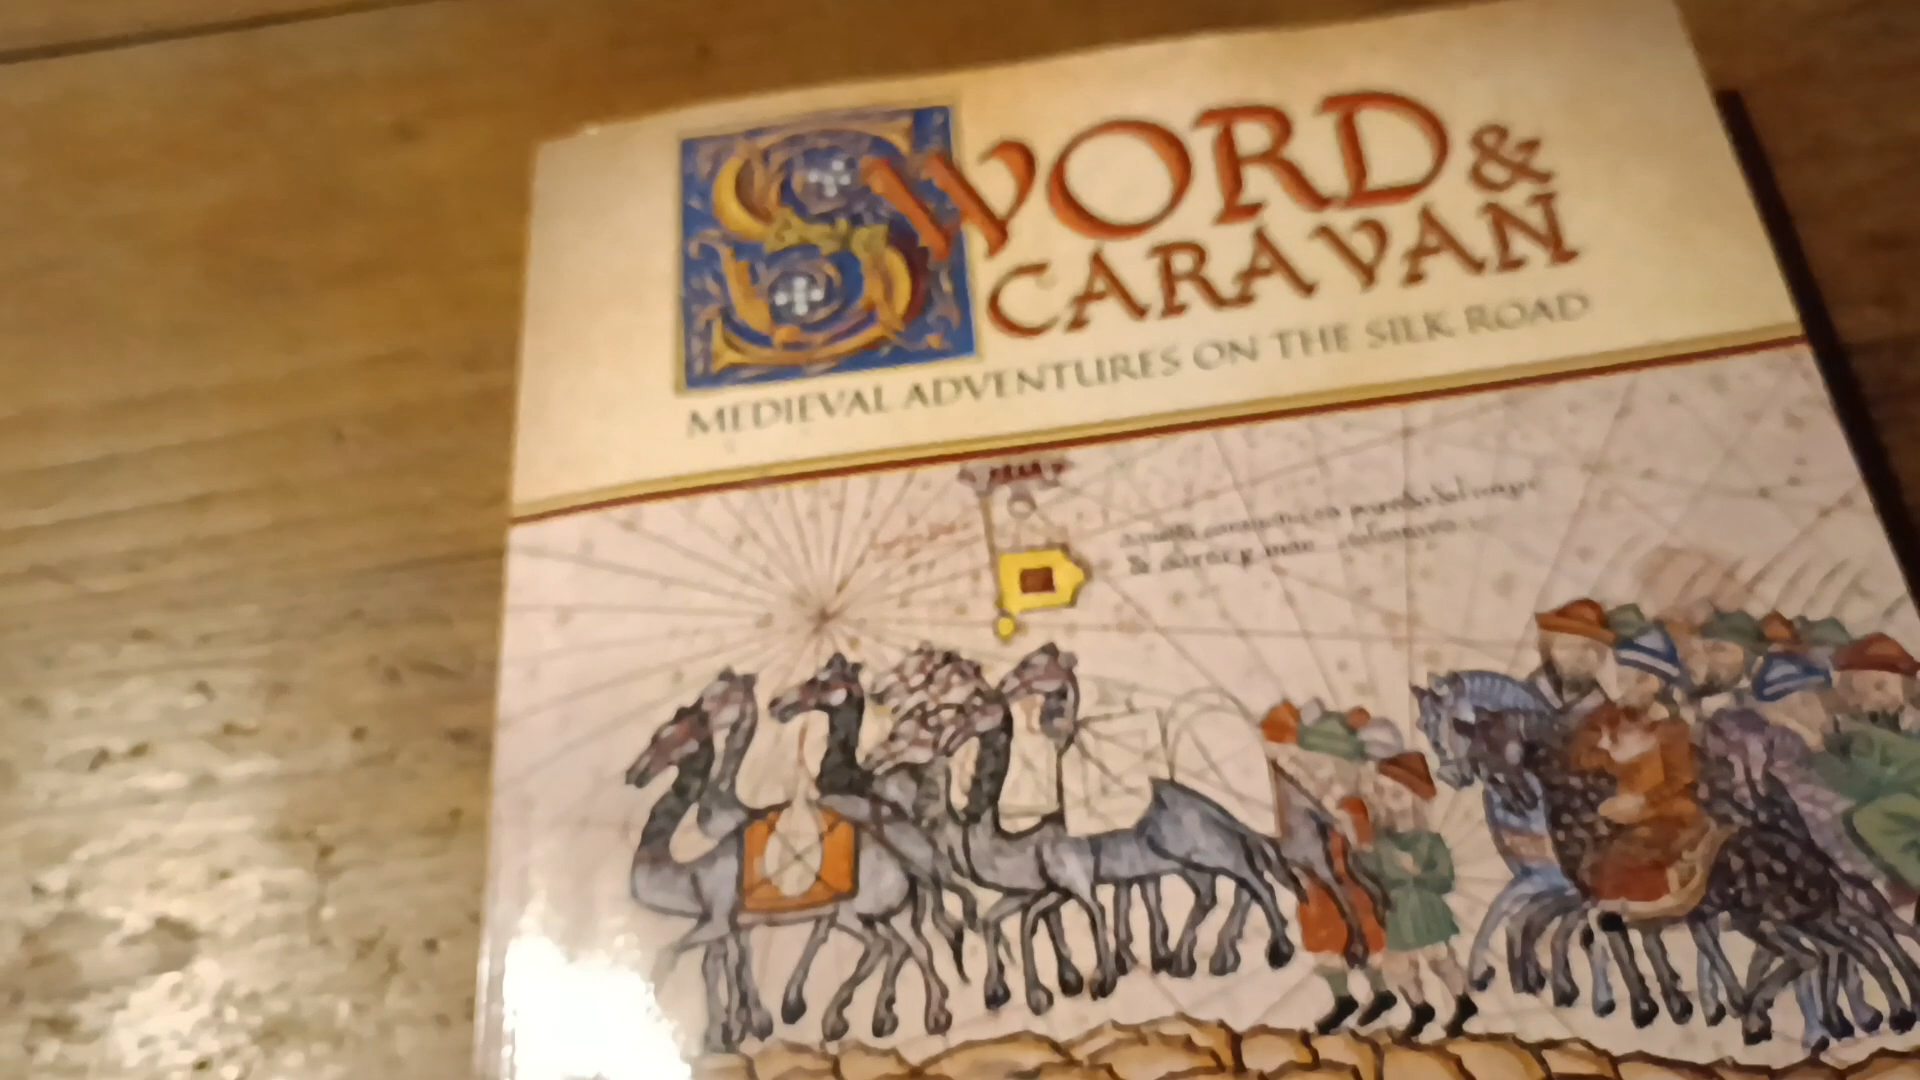 SWORD &
CARAVAN
MEDIEVAL ADVENTURES ON THE SILK ROAD